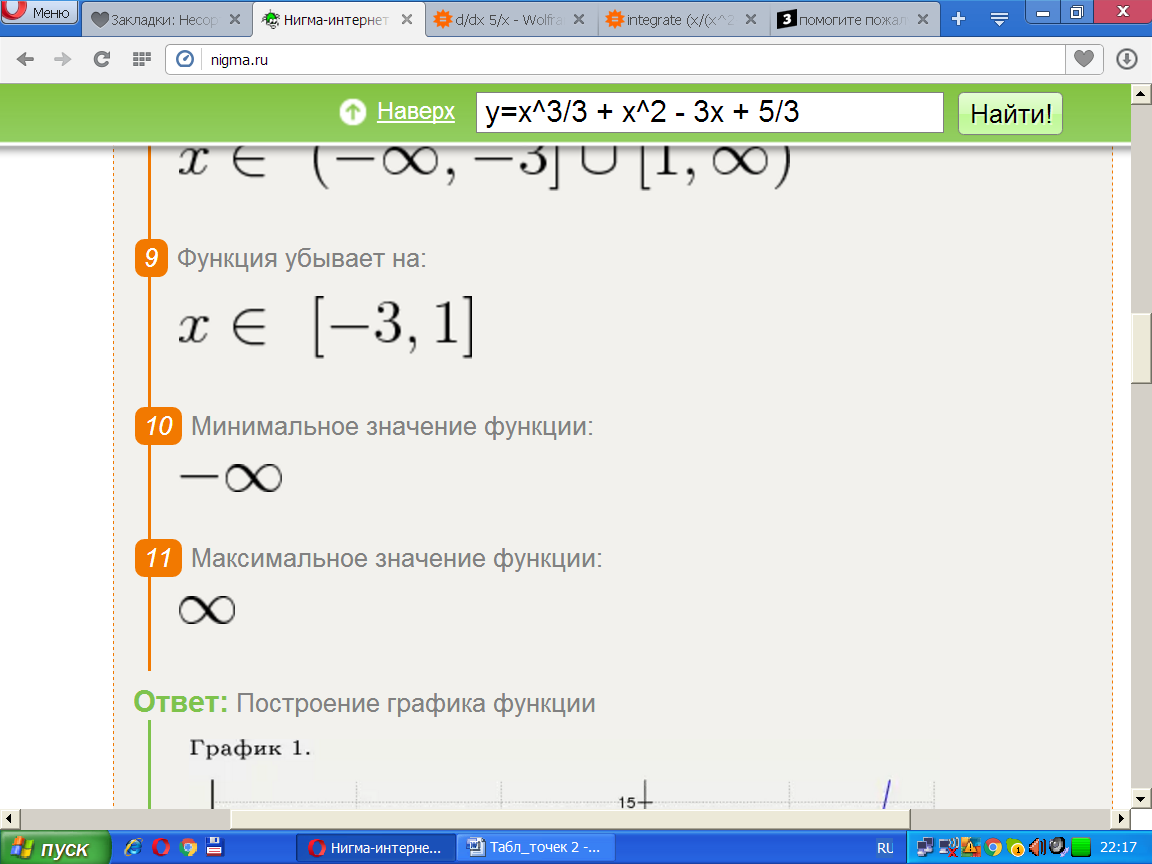 Меню
Закладки: Несор
Нигма-интернет
d/dx 5/x - Wolfra
integrate (x/(x^2
помогите пожал
nigma.ru
Наверх
y=x^3/3 + x^2 - 3x + 5/3
Найти!
x ∈ (−∞, −3] ∪ [1, ∞)
9 Функция убывает на:
x ∈ [−3, 1]
10 Минимальное значение функции:
−∞
11 Максимальное значение функции:
∞
Ответ: Построение графика функции
График 1.
15
пуск
Нигма-интерне...
Табл_точек 2 -...
RU
22:17